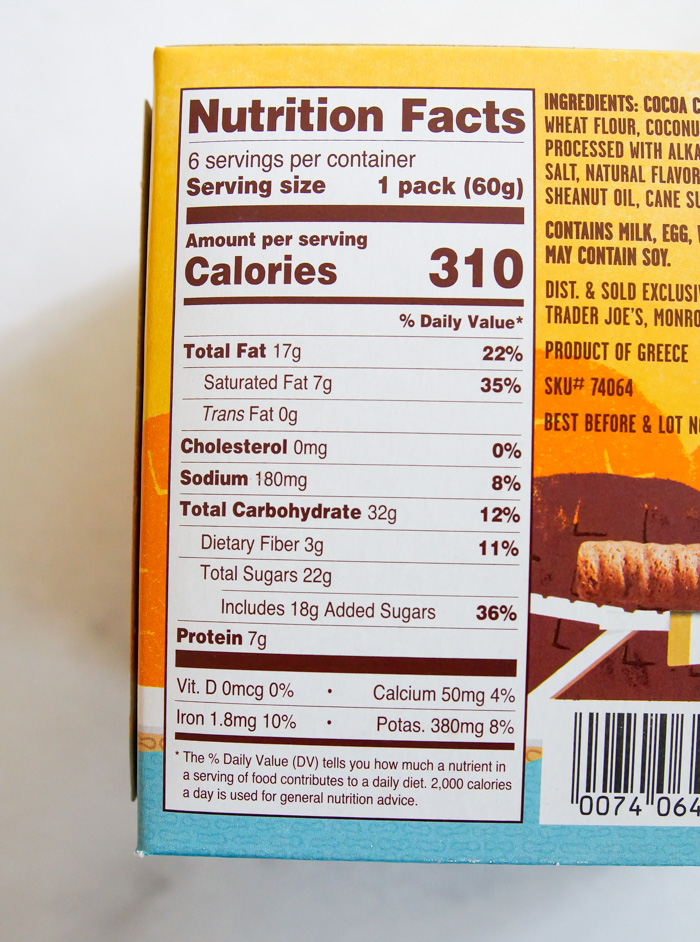 Nutrition Facts
6 servings per container
Serving size 1 pack (60g)
Amount per serving
Calories 310
% Daily Value*
Total Fat 17g 22%
Saturated Fat 7g 35%
Trans Fat 0g
Cholesterol 0mg 0%
Sodium 180mg 8%
Total Carbohydrate 32g 12%
Dietary Fiber 3g 11%
Total Sugars 22g
Includes 18g Added Sugars 36%
Protein 7g
Vit. D 0mcg 0% • Calcium 50mg 4%
Iron 1.8mg 10% • Potas. 380mg 8%
* The % Daily Value (DV) tells you how much a nutrient in
a serving of food contributes to a daily diet. 2,000 calories
a day is used for general nutrition advice.
INGREDIENTS: COCOA
WHEAT FLOUR,
PROCESSED WITH
SALT, NATURAL
SHEANUT OIL, CANE
CONTAINS MILK, EGG,
MAY CONTAIN SOY.
DIST. & SOLD
TRADER JOE'S,
PRODUCT OF GREECE
SKU# 74064
BEST BEFORE & LOT
0074 064